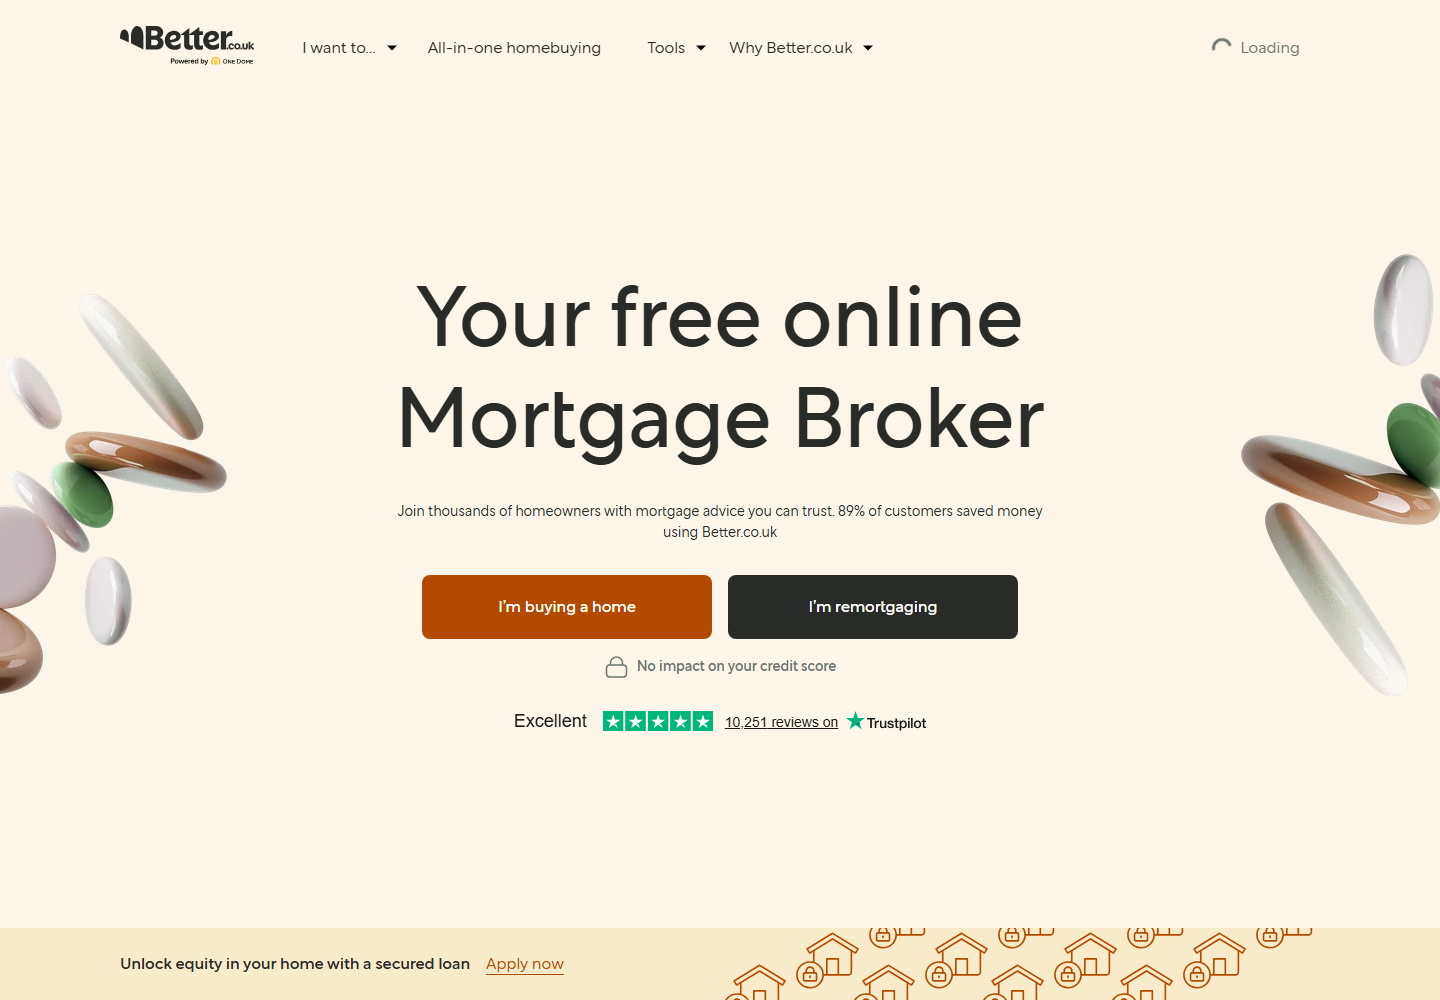 Better.co.uk
Powered by ONE DOME
I want to...
All-in-one homebuying
Tools
Why Better.co.uk
Loading
Your free online
Mortgage Broker
Join thousands of homeowners with mortgage advice you can trust. 89% of customers saved money
using Better.co.uk
I'm buying a home
I'm remortgaging
No impact on your credit score
Excellent
10,251 reviews on
Trustpilot
Unlock equity in your home with a secured loan
Apply now